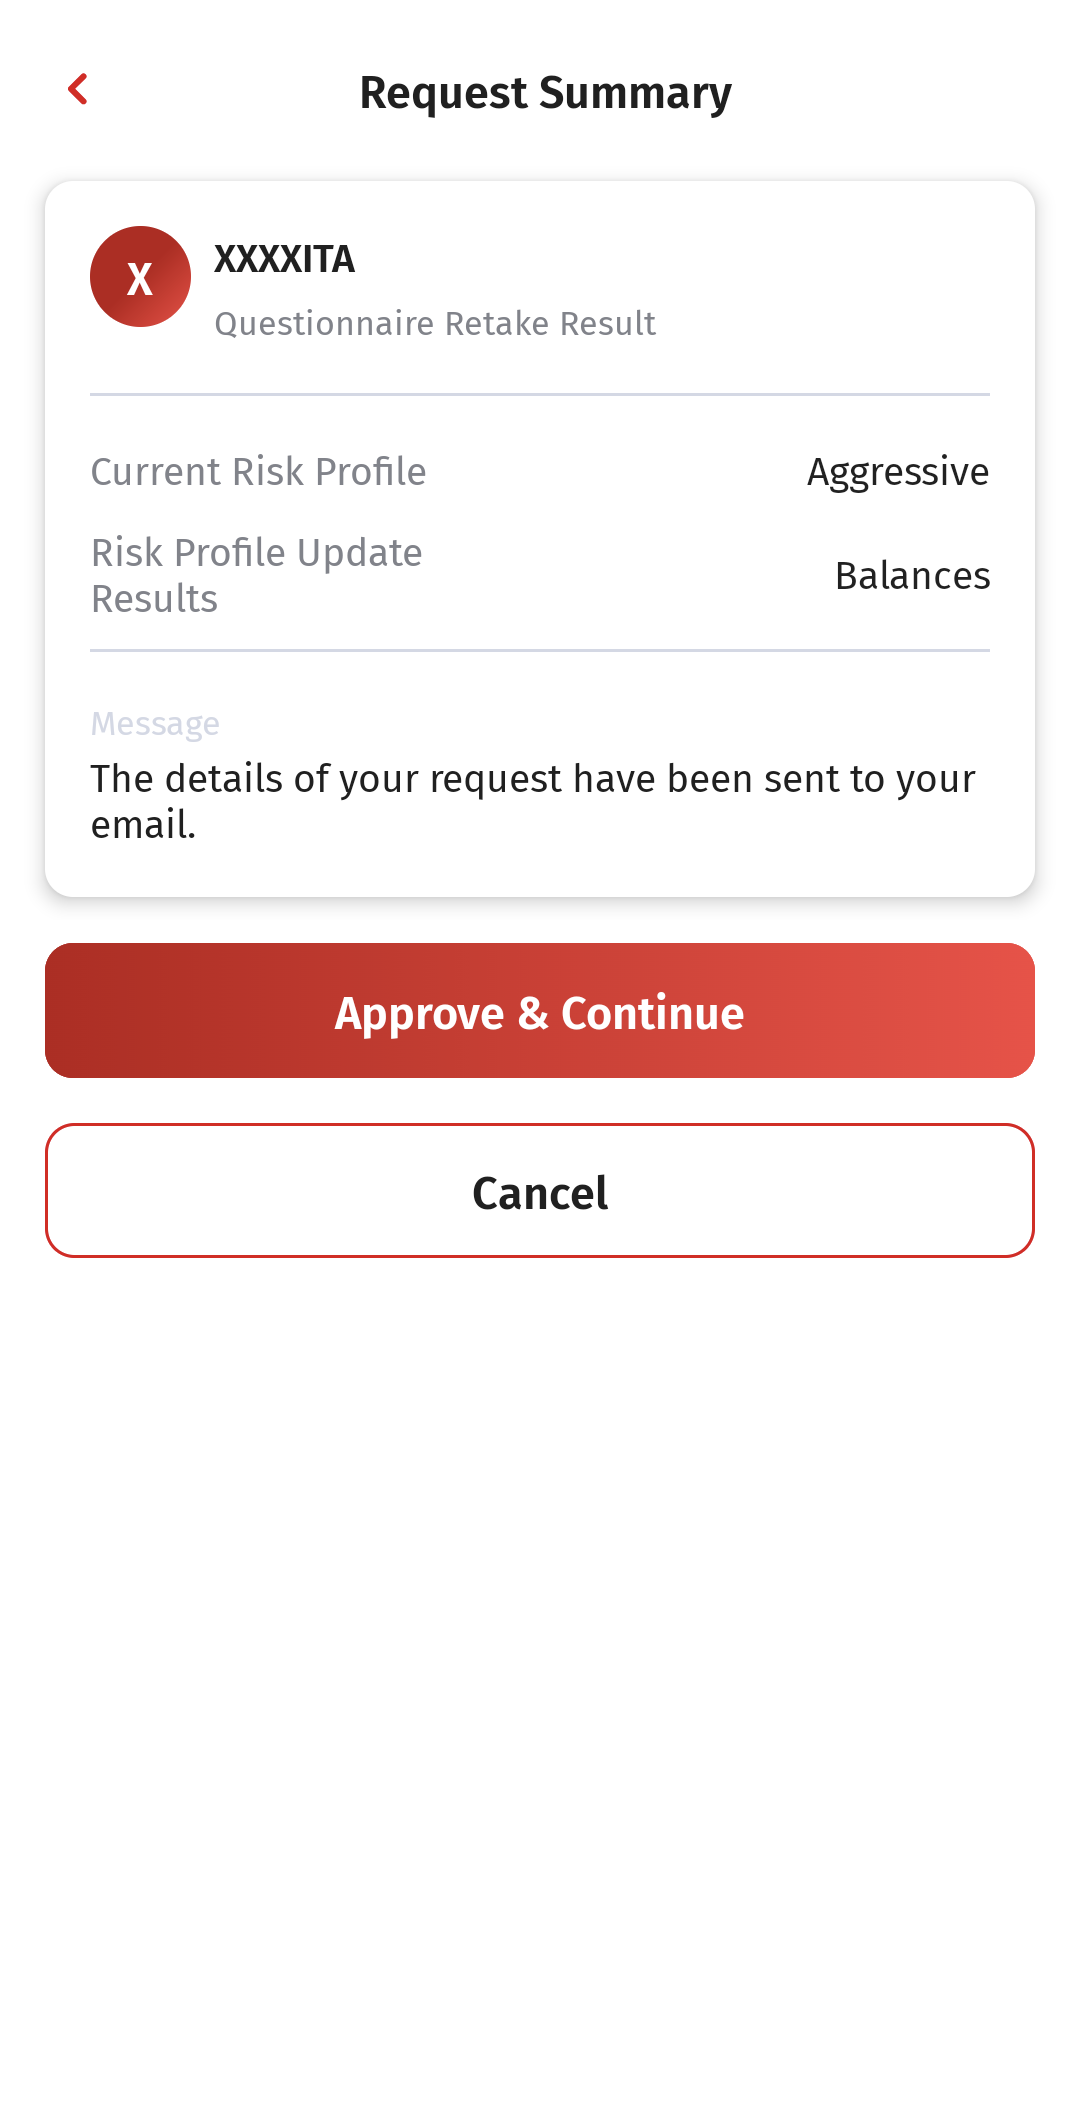 Request Summary
X
XXXXITA
Questionnaire Retake Result
Current Risk Profile
Aggressive
Risk Profile Update
Results
Balances
Message
The details of your request have been sent to your
email.
Approve & Continue
Cancel